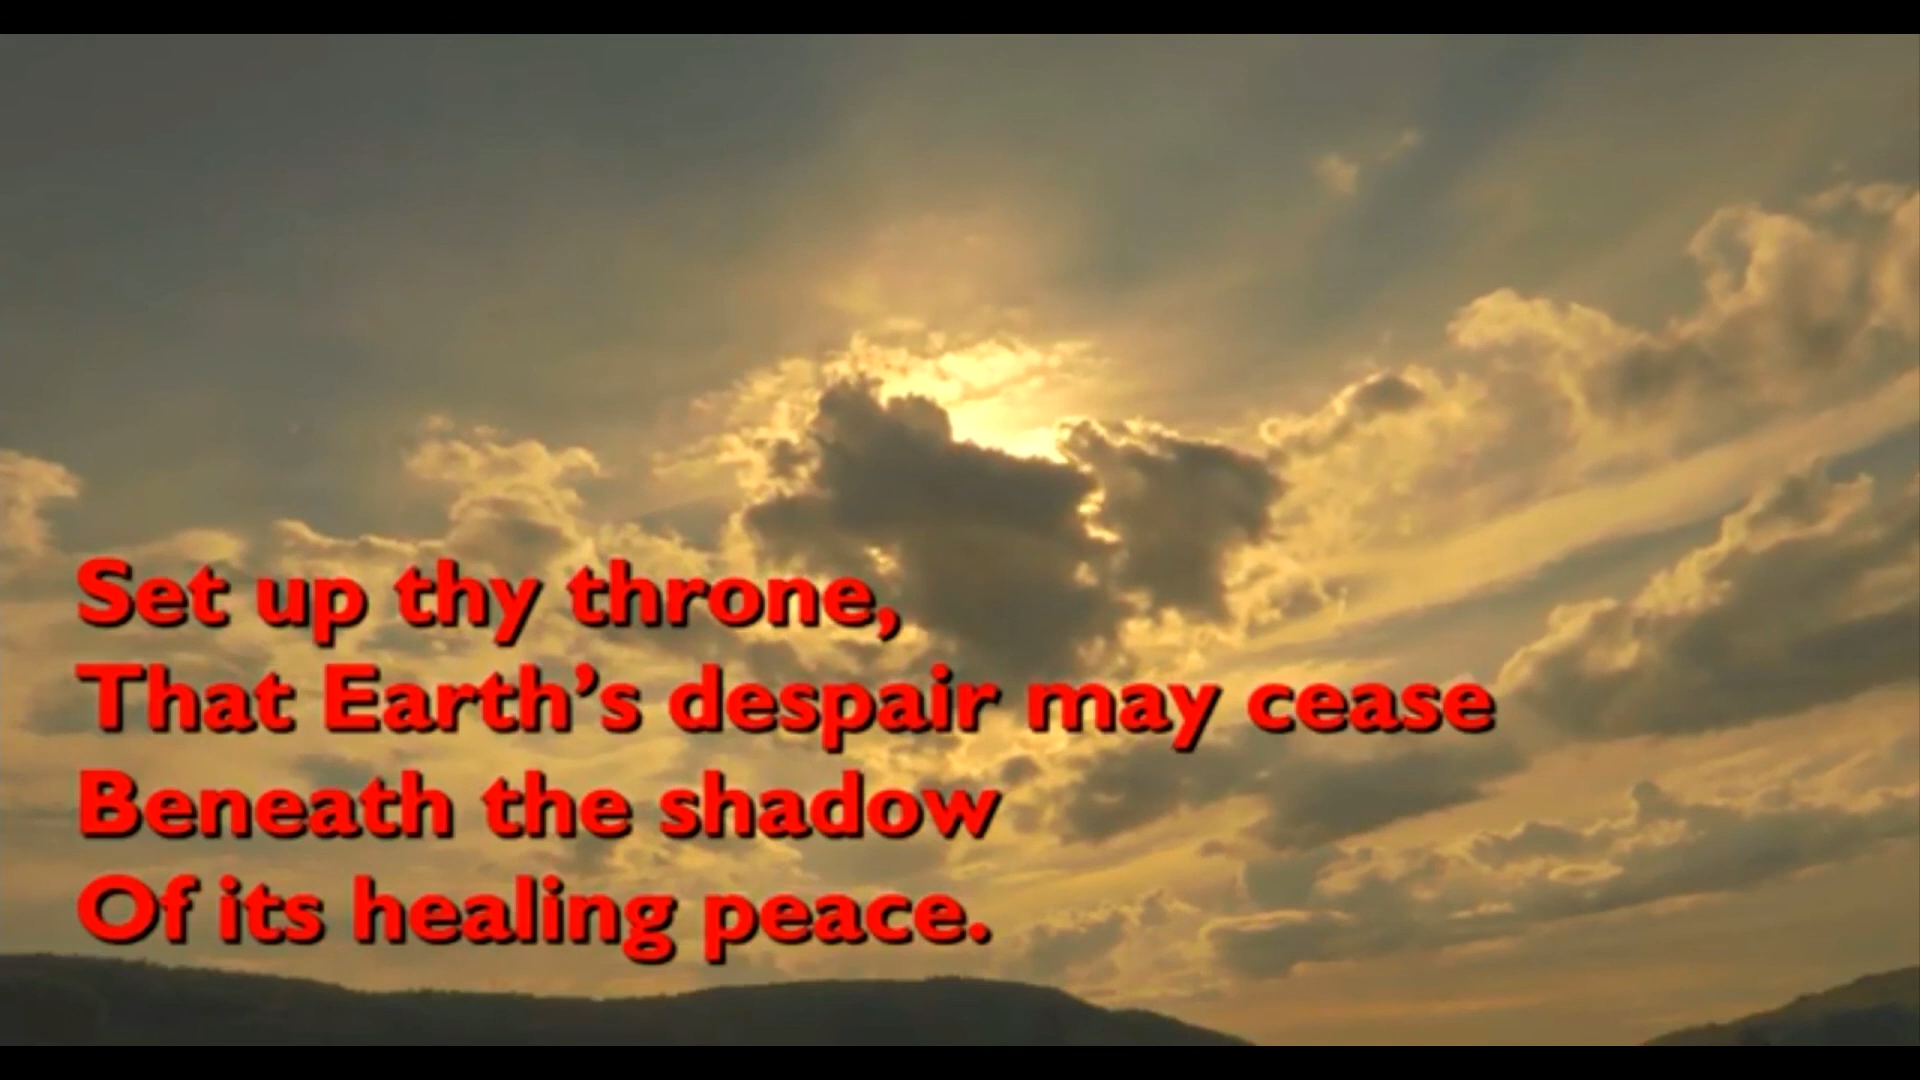 Set up thy throne,
That Earth's despair may cease
Beneath the shadow
Of its healing peace.